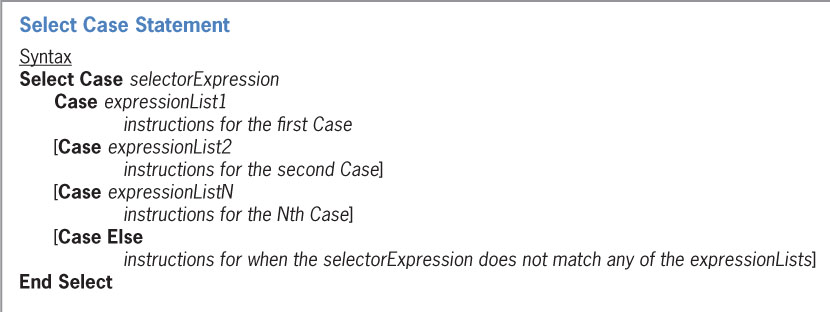 Select Case Statement
Syntax
Select Case selectorExpression
Case expressionList1
instructions for the first Case
[Case expressionList2
instructions for the second Case]
[Case expressionListN
instructions for the Nth Case]
[Case Else
instructions for when the selectorExpression does not match any of the expressionLists]
End Select